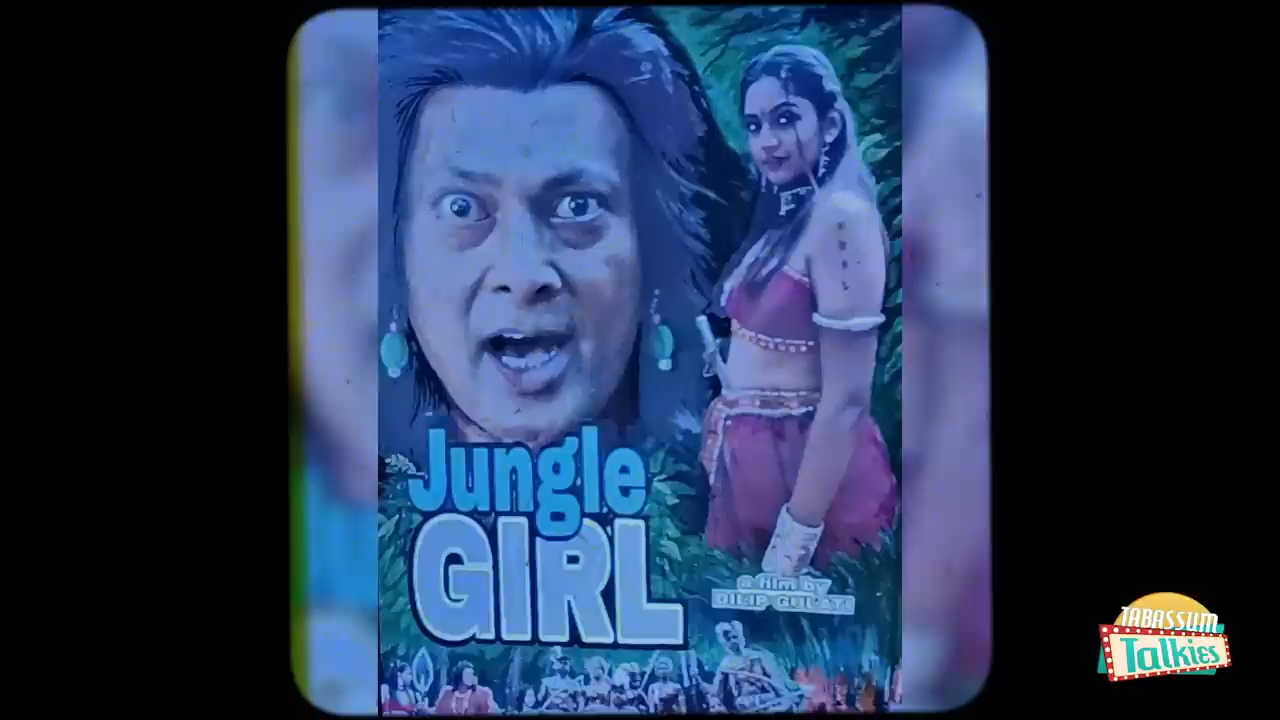 Jungle
GIRL
a film by
DILIP GULATI
TABASSUM
Talkies